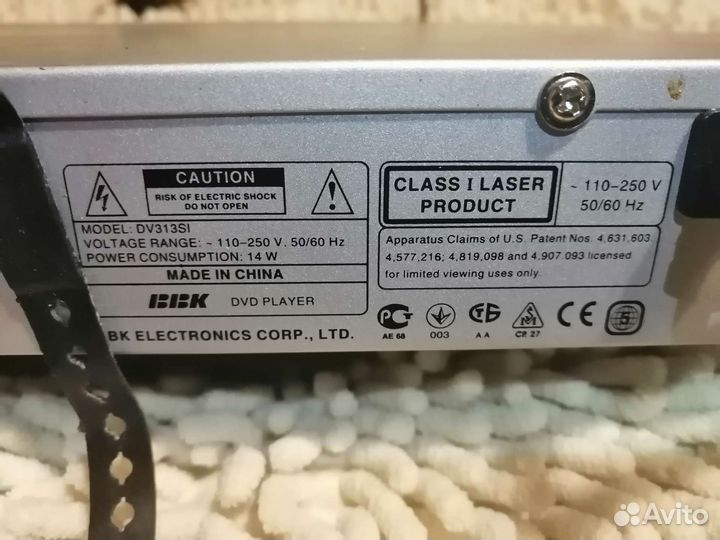 CAUTION
RISK OF ELECTRIC SHOCK
DO NOT OPEN
MODEL: DV313SI
VOLTAGE RANGE: ~ 110–250 V. 50/60 Hz
POWER CONSUMPTION: 14 W
MADE IN CHINA
BBK DVD PLAYER
BK ELECTRONICS CORP., LTD.
CLASS I LASER
PRODUCT
~ 110–250 V
50/60 Hz
Apparatus Claims of U.S. Patent Nos. 4,631,603,
4,577,216; 4,819,098 and 4,907,093 licensed
for limited viewing uses only.
AE 68
003
A A
CP. 27
CE
S
Avito